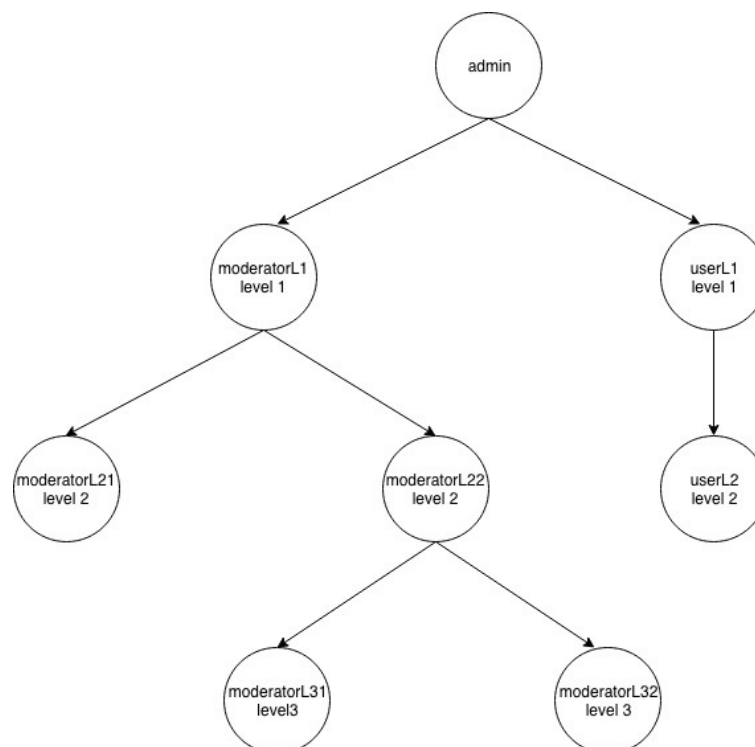 admin
moderatorL1
level 1
userL1
level 1
moderatorL21
level 2
moderatorL22
level 2
userL2
level 2
moderatorL31
level3
moderatorL32
level 3